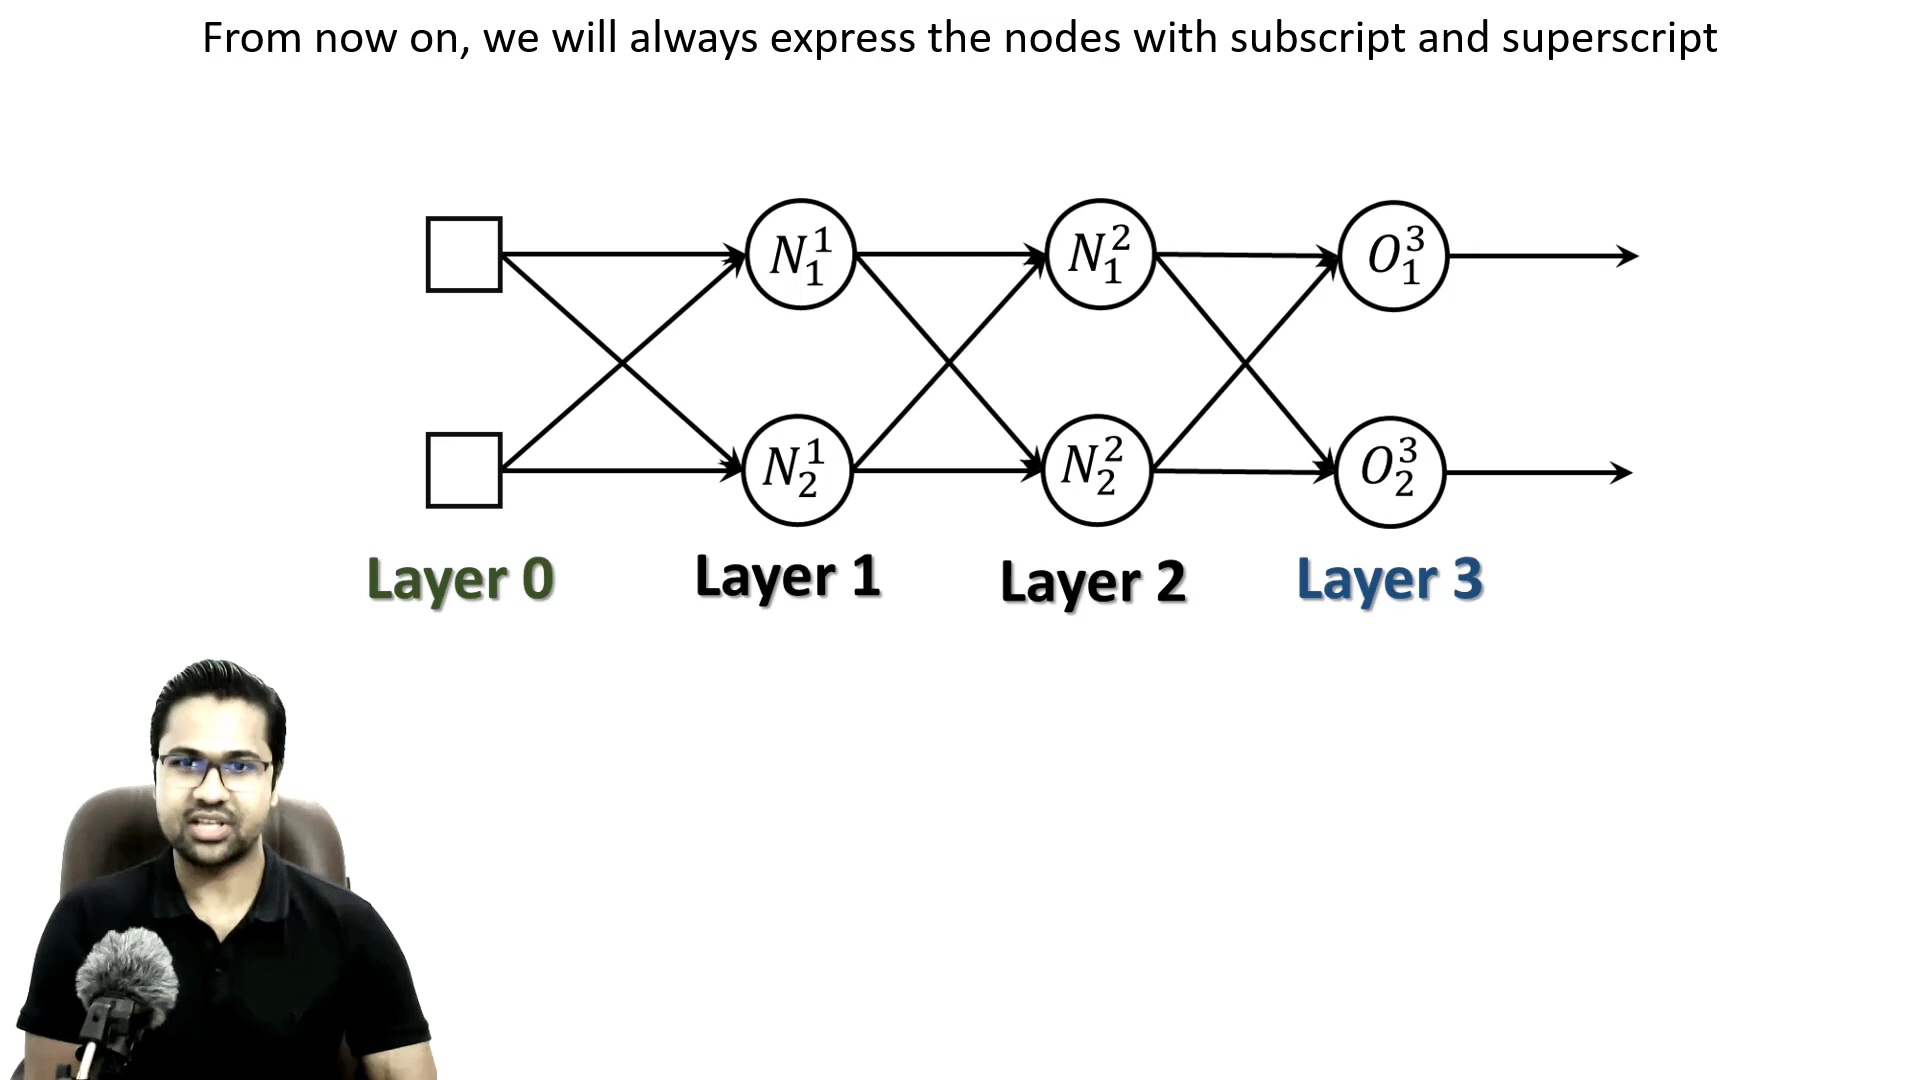 From now on, we will always express the nodes with subscript and superscript
N₁¹ N₁² O₁³
N₂¹ N₂² O₂³
Layer 0 Layer 1 Layer 2 Layer 3